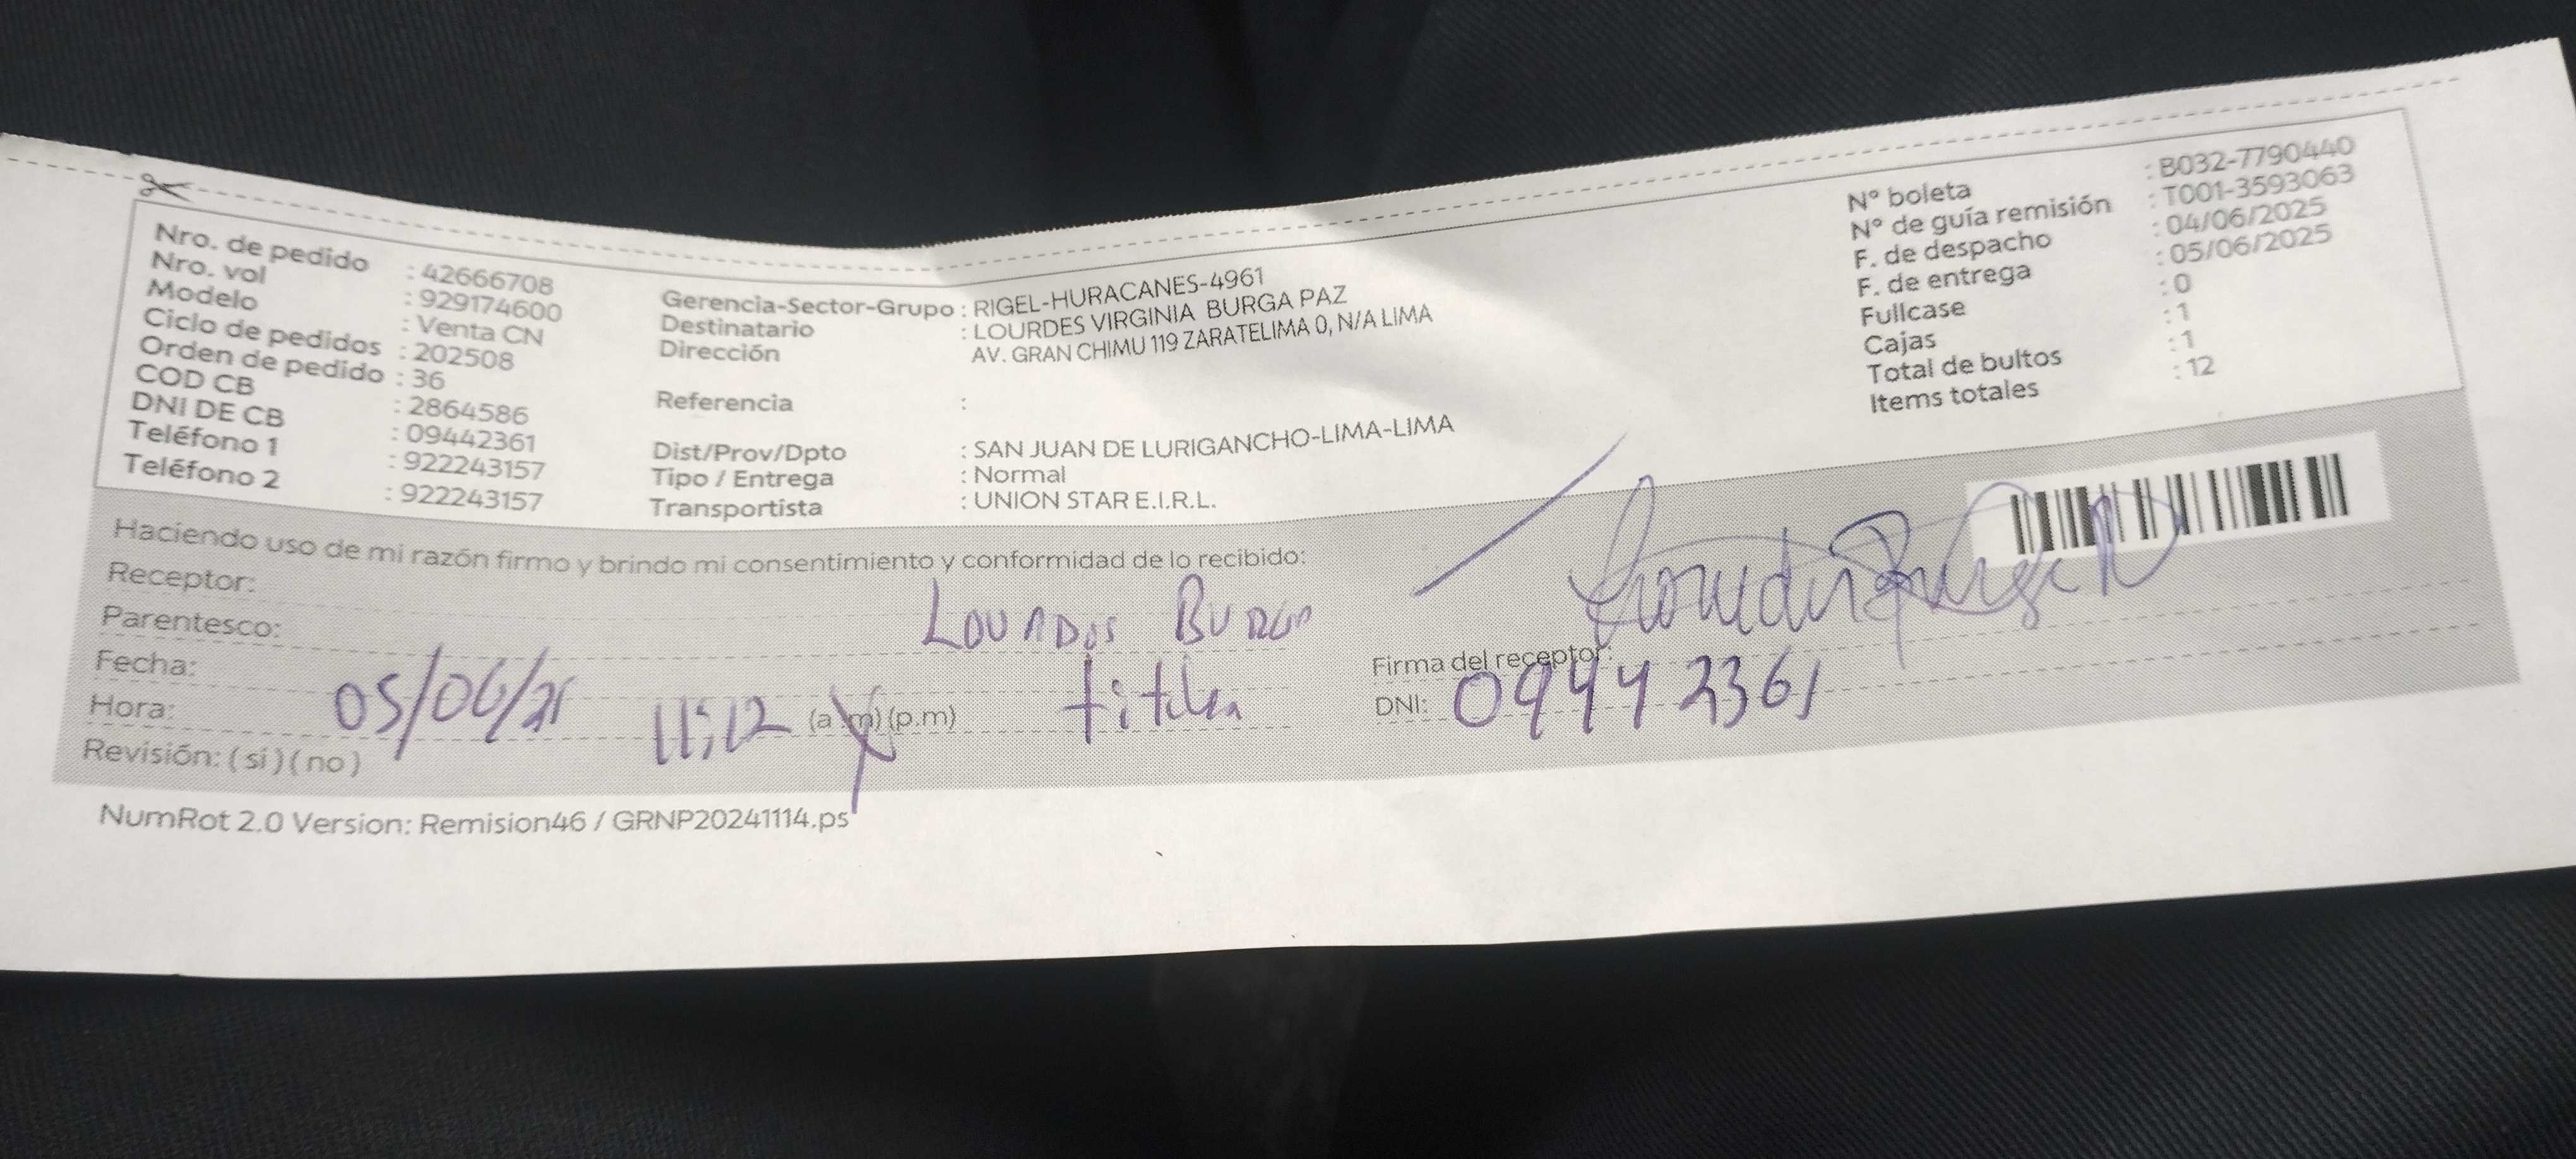 Nro. de pedido : 42666708
Nro. vol : 929174600
Modelo : Venta CN
Ciclo de pedidos : 202508
Orden de pedido : 36
COD CB : 2864586
DNI DE CB : 09442361
Teléfono 1 : 922243157
Teléfono 2 : 922243157
Gerencia-Sector-Grupo : RIGEL-HURACANES-4961
Destinatario : LOURDES VIRGINIA BURGA PAZ
Dirección AV. GRAN CHIMU 119 ZARATELIMA 0, N/A LIMA
Referencia :
Dist/Prov/Dpto : SAN JUAN DE LURIGANCHO-LIMA-LIMA
Tipo / Entrega : Normal
Transportista : UNION STAR E.I.R.L.
N° boleta : B032-7790440
N° de guía remisión : T001-3593063
F. de despacho : 04/06/2025
F. de entrega : 05/06/2025
Fullcase : 0
Cajas : 1
Total de bultos : 1
Items totales : 12
Haciendo uso de mi razón firmo y brindo mi consentimiento y conformidad de lo recibido:
Receptor: Lourdes Burga
Parentesco: titular
Fecha: 05/06/25
Hora: 11:12 (a.m)(p.m)
Revisión: (si)(no)
Firma del receptor:
DNI: 09442361
NumRot 2.0 Version: Remision46 / GRNP20241114.ps